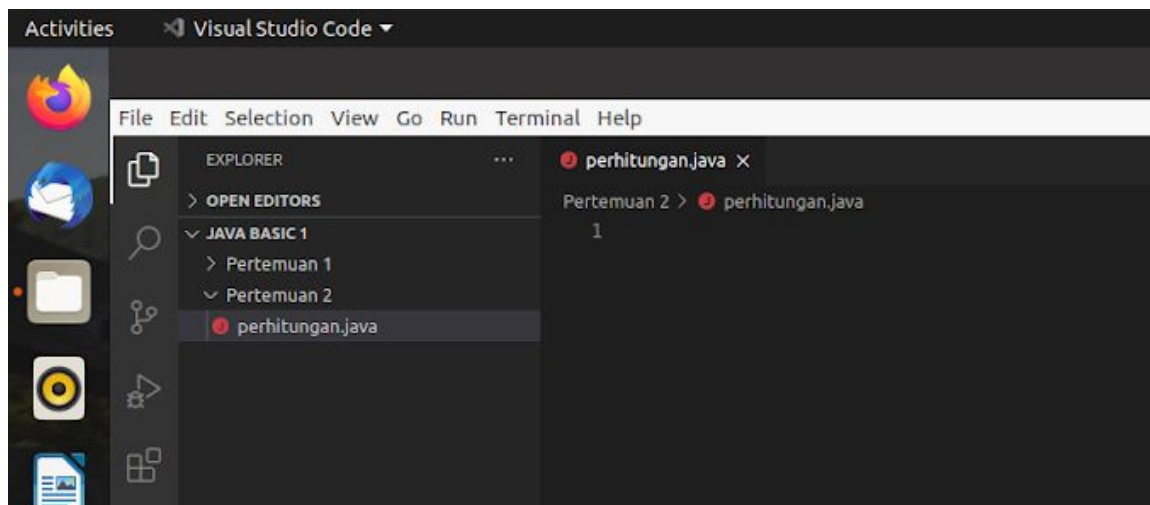 Activities Visual Studio Code
File Edit Selection View Go Run Terminal Help
EXPLORER ...
perhitungan.java
OPEN EDITORS
Pertemuan 2 > perhitungan.java
JAVA BASIC 1
1
Pertemuan 1
Pertemuan 2
perhitungan.java